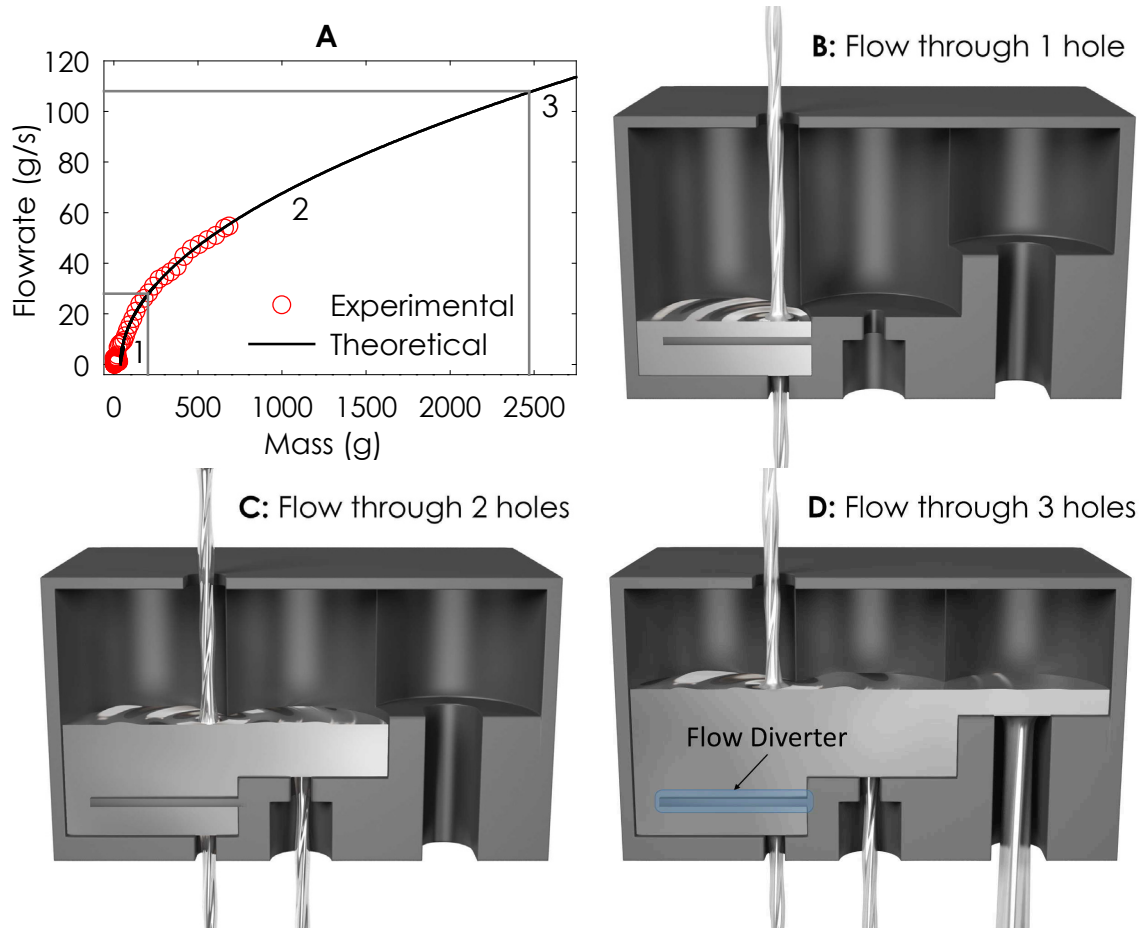 A
120
100
80
60
40
20
0
Flowrate (g/s)
3
2
1
Experimental
Theoretical
0 500 1000 1500 2000 2500
Mass (g)
B: Flow through 1 hole
C: Flow through 2 holes
D: Flow through 3 holes
Flow Diverter